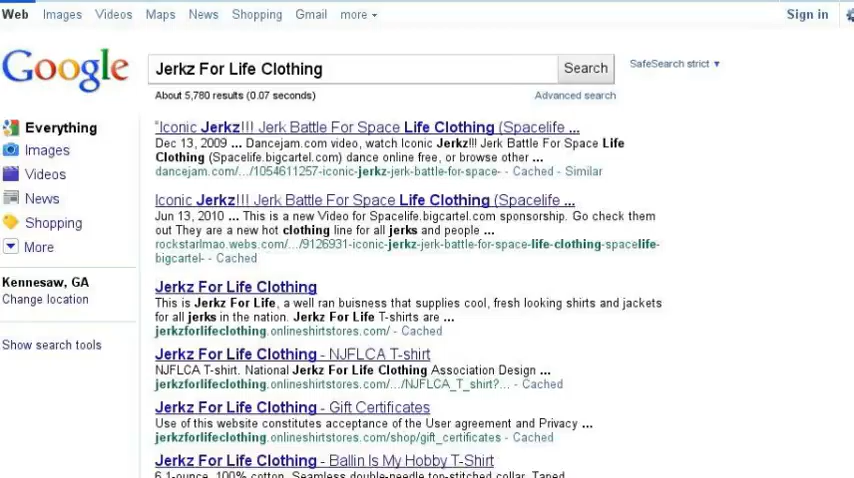 Web Images Videos Maps News Shopping Gmail more Sign in
Google
Jerkz For Life Clothing
Search
SafeSearch strict
About 5,780 results (0.07 seconds)
Advanced search
Everything
Images
Videos
News
Shopping
More
Kennesaw, GA
Change location
Show search tools
"Iconic Jerkz!!! Jerk Battle For Space Life Clothing (Spacelife ...
Dec 13, 2009 ... Dancejam.com video, watch Iconic Jerkz!!! Jerk Battle For Space Life
Clothing (Spacelife.bigcartel.com) dance online free, or browse other ...
dancejam.com/.../1054611257-iconic-jerkz-jerk-battle-for-space- - Cached - Similar
Iconic Jerkz!!! Jerk Battle For Space Life Clothing (Spacelife ...
Jun 13, 2010 ... This is a new Video for Spacelife.bigcartel.com sponsorship. Go check them
out They are a new hot clothing line for all jerks and people ...
rockstarlmao.webs.com/.../9126931-iconic-jerkz-jerk-battle-for-space-life-clothing-spacelife-
bigcartel- - Cached
Jerkz For Life Clothing
This is Jerkz For Life, a well ran buisness that supplies cool, fresh looking shirts and jackets
for all jerks in the nation. Jerkz For Life T-shirts are ...
jerkzforlifeclothing.onlineshirtstores.com/ - Cached
Jerkz For Life Clothing - NJFLCA T-shirt
NJFLCA T-shirt. National Jerkz For Life Clothing Association Design ...
jerkzforlifeclothing.onlineshirtstores.com/.../NJFLCA_T_shirt?... - Cached
Jerkz For Life Clothing - Gift Certificates
Use of this website constitutes acceptance of the User agreement and Privacy ...
jerkzforlifeclothing.onlineshirtstores.com/shop/gift_certificates - Cached
Jerkz For Life Clothing - Ballin Is My Hobby T-Shirt
6.1-ounce, 100% cotton. Seamless double-needle top-stitched collar. Taped